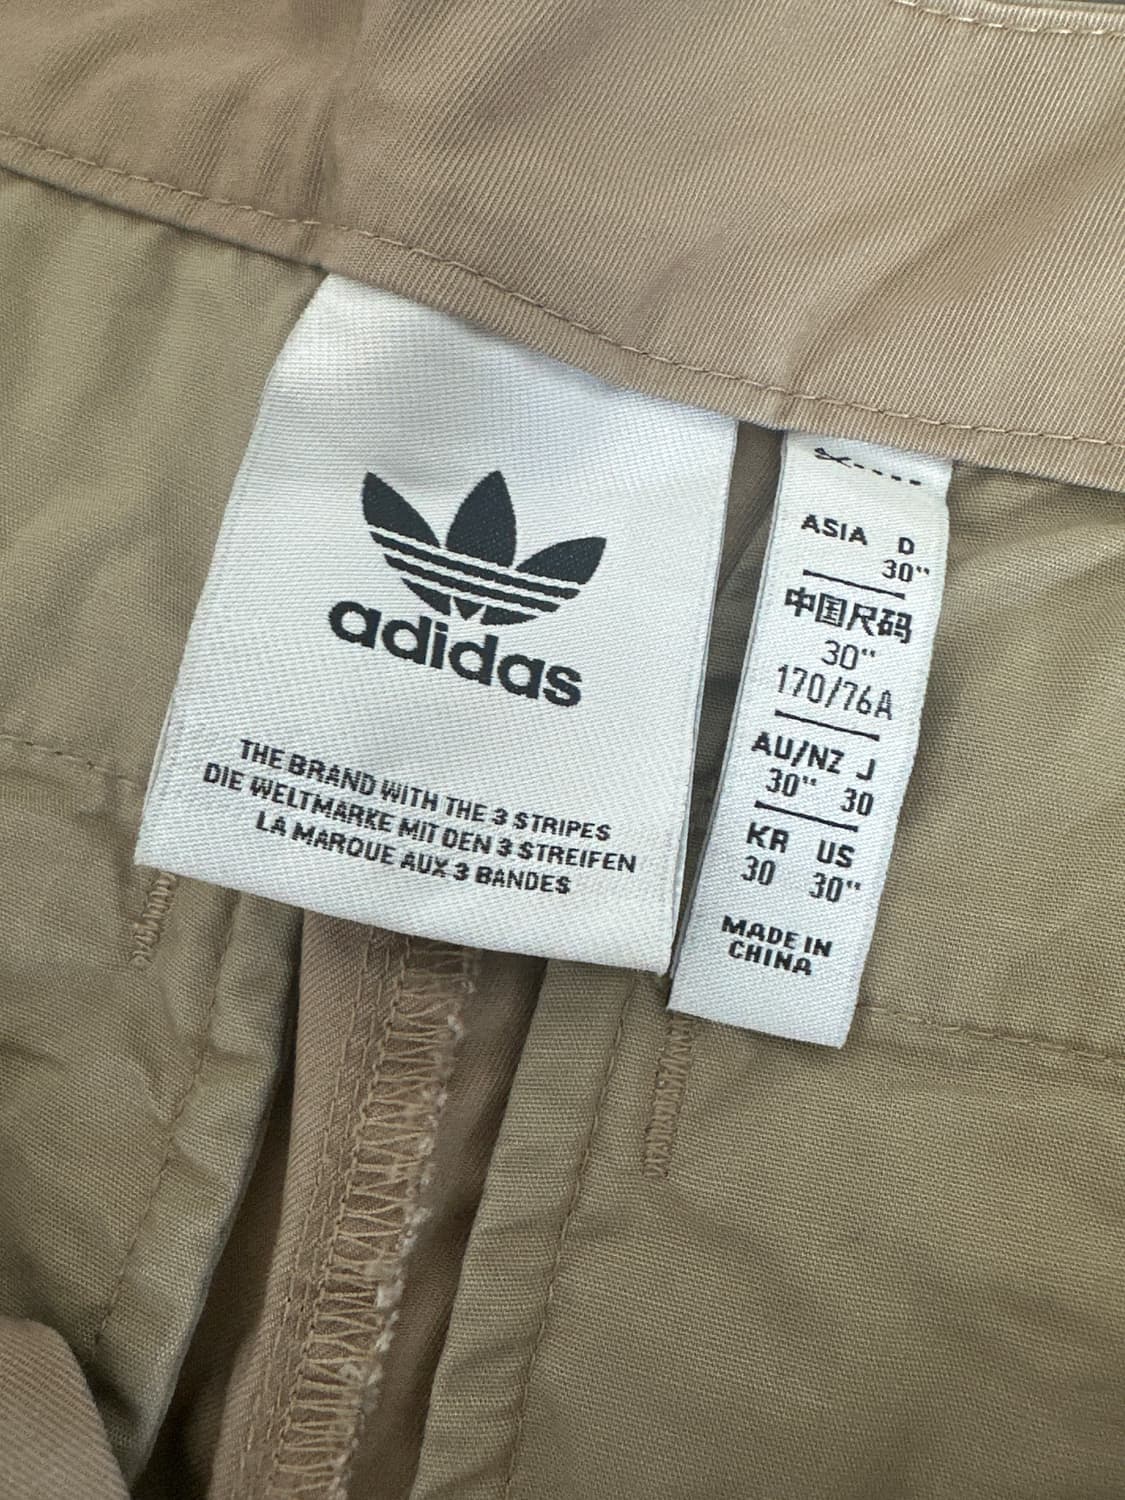 adidas
THE BRAND WITH THE 3 STRIPES
DIE WELTMARKE MIT DEN 3 STREIFEN
LA MARQUE AUX 3 BANDES
ASIA D
30"
中国尺码
30"
170/76A
AU/NZ J
30" 30
KR US
30 30"
MADE IN
CHINA